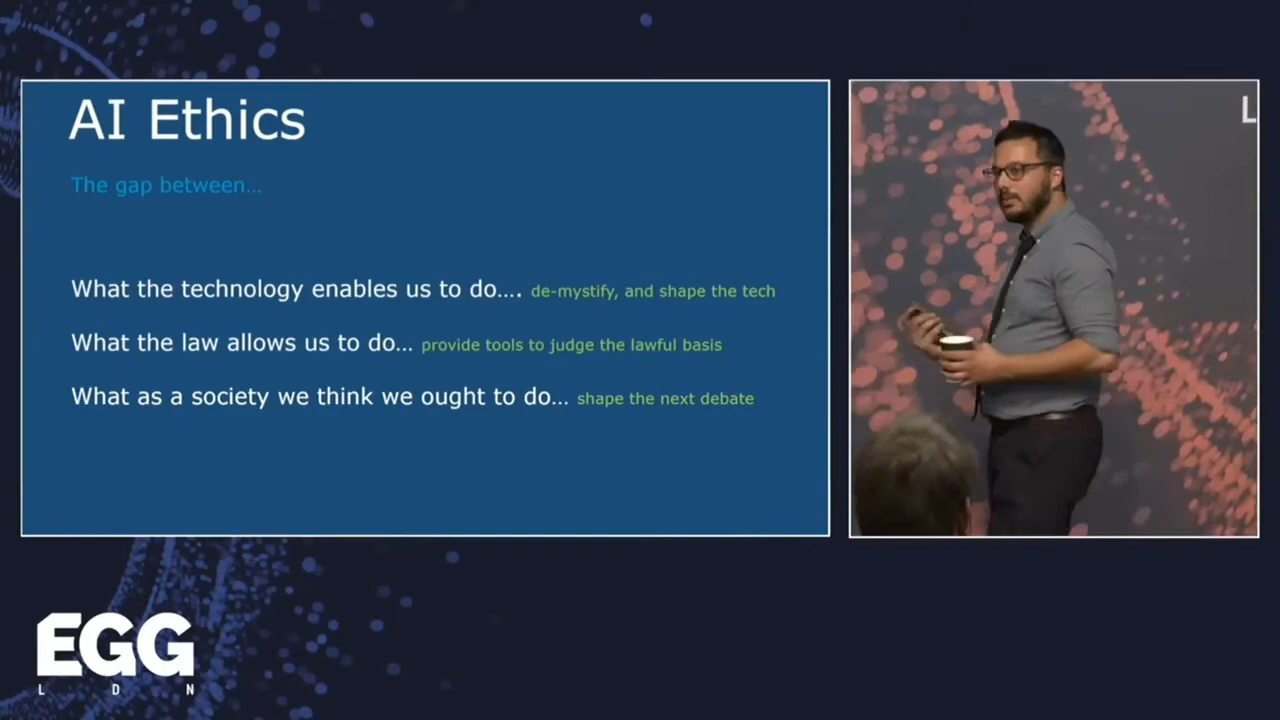 AI Ethics
The gap between...
What the technology enables us to do.... de-mystify, and shape the tech
What the law allows us to do... provide tools to judge the lawful basis
What as a society we think we ought to do... shape the next debate
L
EGG
L D N